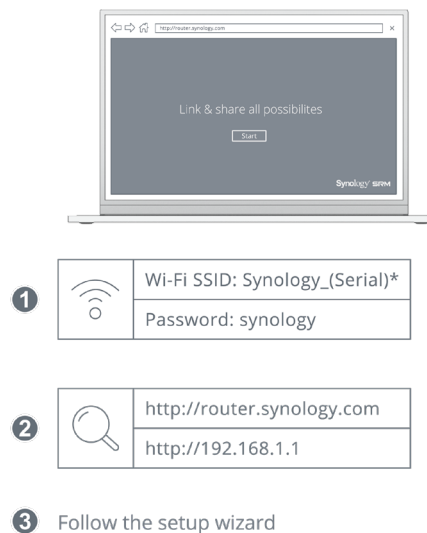 http://router.synology.com
Link & share all possibilites
Start
Synology SRM
1
Wi-Fi SSID: Synology_(Serial)*
Password: synology
2
http://router.synology.com
http://192.168.1.1
3 Follow the setup wizard